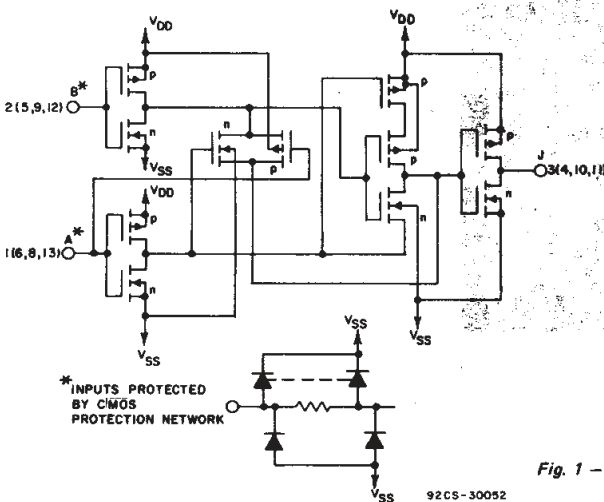 VDD
VDD
B*
p
p
2(5,9,12)
n
n
p
p
VSS
VDD
J
3(4,10,11)
n
n
p
A*
1(6,8,13)
n
VSS
VSS
VSS
*INPUTS PROTECTED
BY CMOS
PROTECTION NETWORK
VSS
Fig. 1 –
92CS-30052